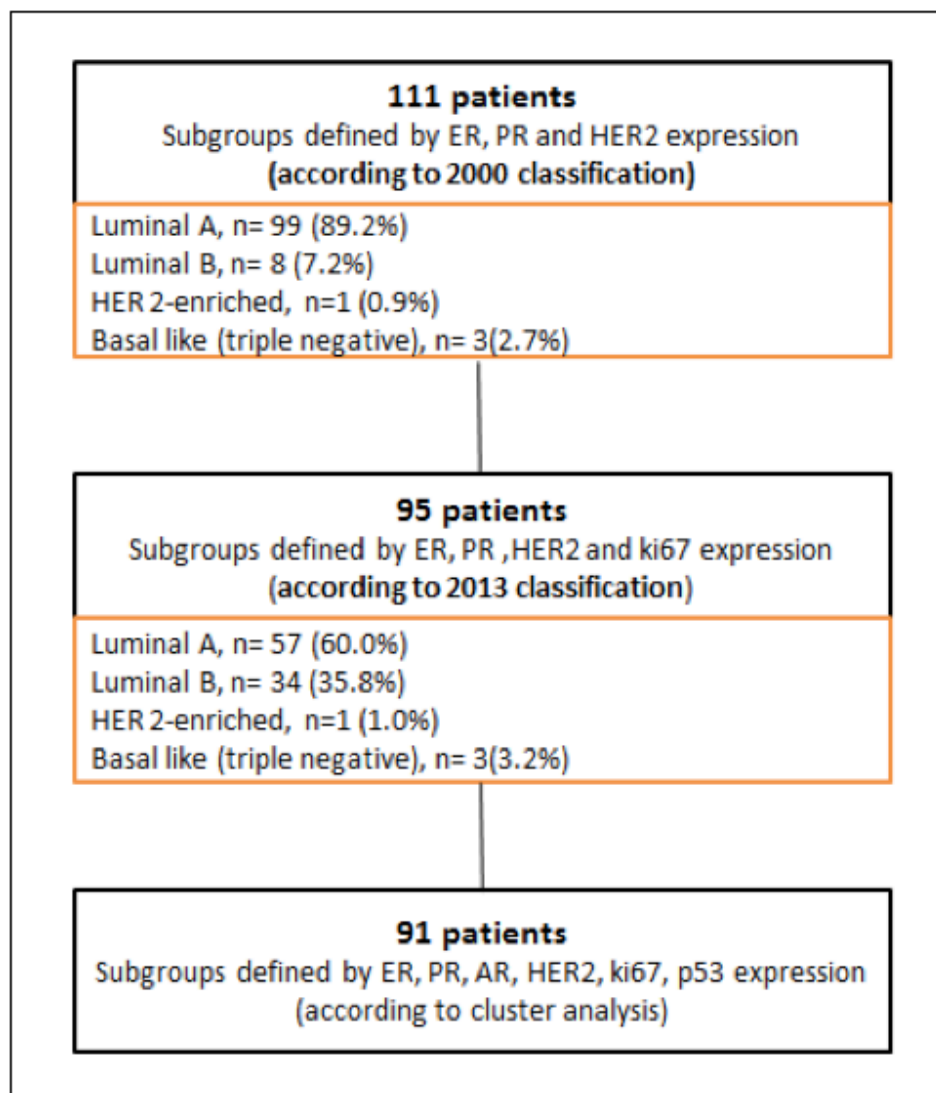 111 patients
Subgroups defined by ER, PR and HER2 expression
(according to 2000 classification)
Luminal A, n= 99 (89.2%)
Luminal B, n= 8 (7.2%)
HER 2-enriched, n=1 (0.9%)
Basal like (triple negative), n= 3(2.7%)
95 patients
Subgroups defined by ER, PR ,HER2 and ki67 expression
(according to 2013 classification)
Luminal A, n= 57 (60.0%)
Luminal B, n= 34 (35.8%)
HER 2-enriched, n=1 (1.0%)
Basal like (triple negative), n= 3(3.2%)
91 patients
Subgroups defined by ER, PR, AR, HER2, ki67, p53 expression
(according to cluster analysis)